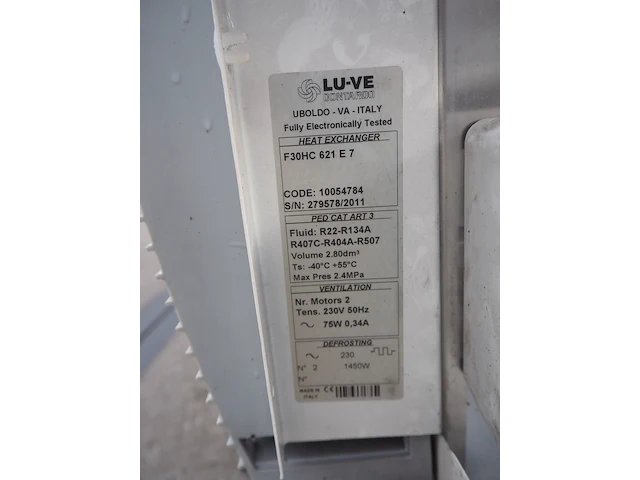 LU-VE
CONTARDO
UBOLDO - VA - ITALY
Fully Electronically Tested
HEAT EXCHANGER
F30HC 621 E 7
CODE: 10054784
S/N: 279578/2011
PED CAT ART 3
Fluid: R22-R134A
R407C-R404A-R507
Volume 2.80dm³
Ts: -40°C +55°C
Max Pres 2.4MPa
VENTILATION
Nr. Motors 2
Tens. 230V 50Hz
75W 0,34A
DEFROSTING
230
N° 2 1450W
N°
MADE IN ITALY CE